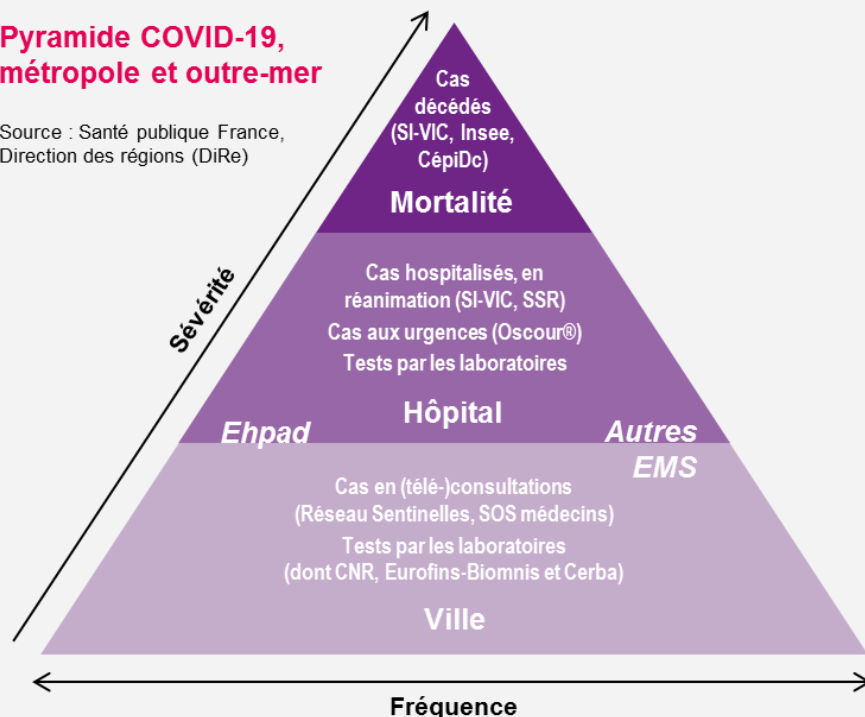 Pyramide COVID-19,
métropole et outre-mer
Source : Santé publique France,
Direction des régions (DiRe)
Sévérité
Cas
décédés
(SI-VIC, Insee,
CépiDc)
Mortalité
Cas hospitalisés, en
réanimation (SI-VIC, SSR)
Cas aux urgences (Oscour®)
Tests par les laboratoires
Hôpital
Ehpad
Autres
EMS
Cas en (télé-)consultations
(Réseau Sentinelles, SOS médecins)
Tests par les laboratoires
(dont CNR, Eurofins-Biomnis et Cerba)
Ville
Fréquence